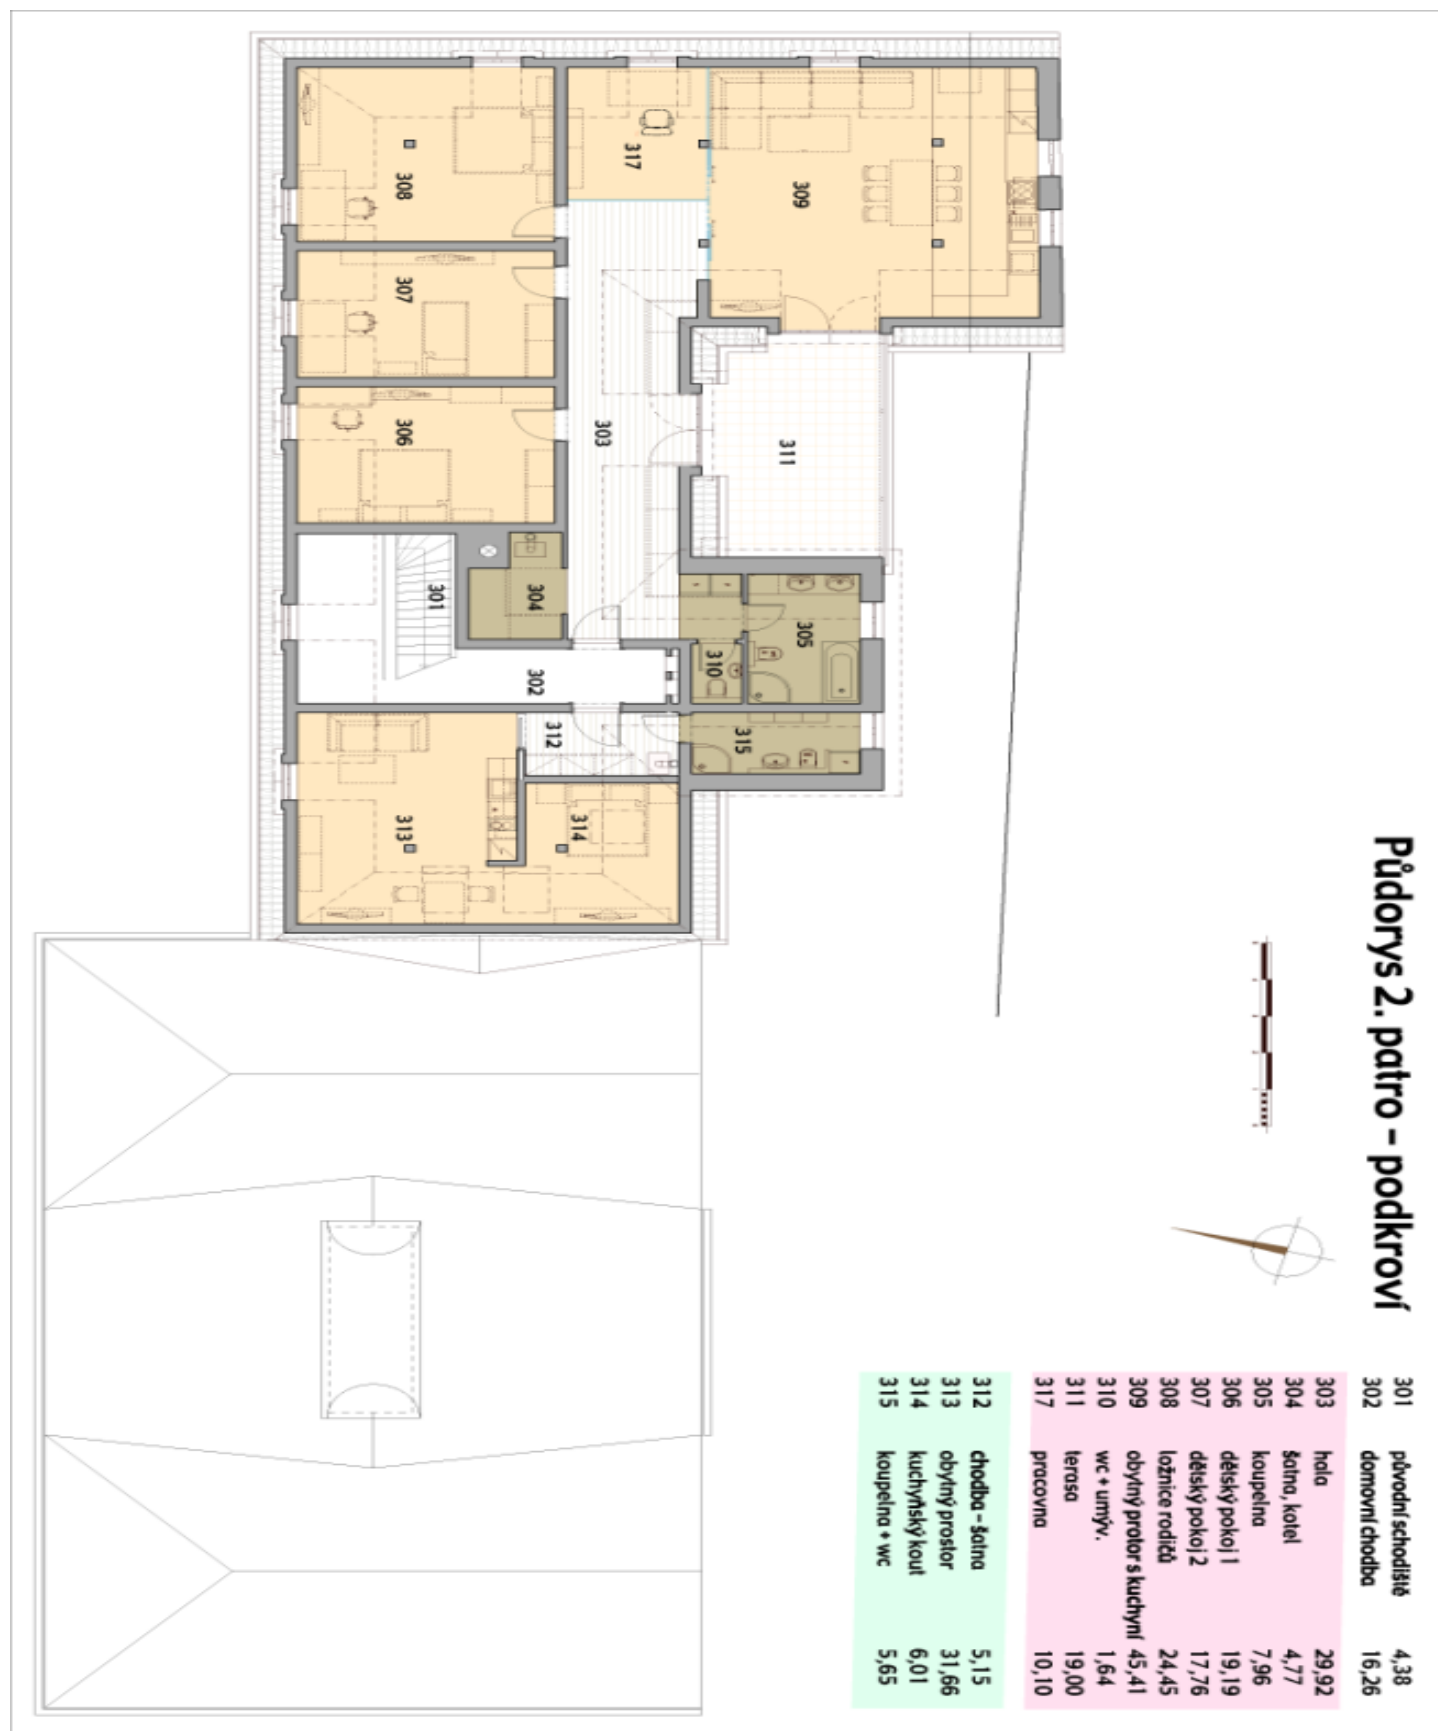 Půdorys 2. patro – podkroví
301 původní schodiště 4,38
302 domovní chodba 16,26
303 hala 29,92
304 šatna, kotel 4,77
305 koupelna 7,96
306 dětský pokoj 1 19,19
307 dětský pokoj 2 17,76
308 ložnice rodičů 24,45
309 obytný protor s kuchyní 45,41
310 wc + umýv. 1,64
311 terasa 19,00
317 pracovna 10,10
312 chodba – šatna 5,15
313 obytný prostor 31,66
314 kuchyňský kout 6,01
315 koupelna + wc 5,65
309
317
308
307
306
303
311
301
304
305
310
302
312
315
313
314